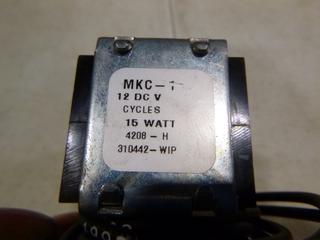 MKC-1
12 DC V
CYCLES
15 WATT
4208-H
310442-WIP